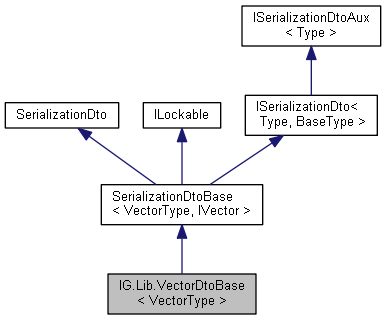 ISerializationDtoAux
< Type >
SerializationDto
ILockable
ISerializationDto<
Type, BaseType >
SerializationDtoBase
< VectorType, IVector >
IG.Lib.VectorDtoBase
< VectorType >